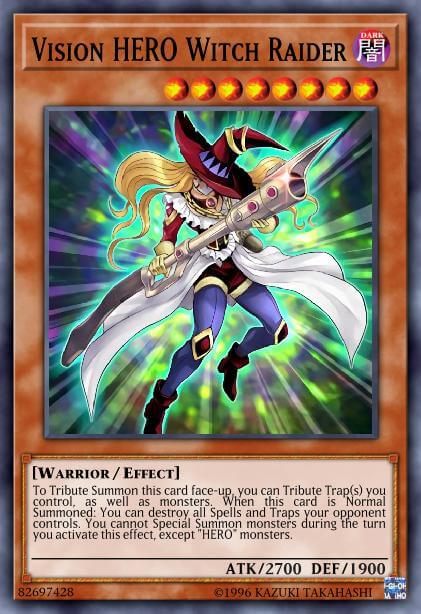 Vision HERO Witch Raider
DARK
闇
[Warrior / Effect]
To Tribute Summon this card face-up, you can Tribute Trap(s) you
control, as well as monsters. When this card is Normal
Summoned: You can destroy all Spells and Traps your opponent
controls. You cannot Special Summon monsters during the turn
you activate this effect, except "HERO" monsters.
ATK/2700 DEF/1900
82697428
©1996 KAZUKI TAKAHASHI